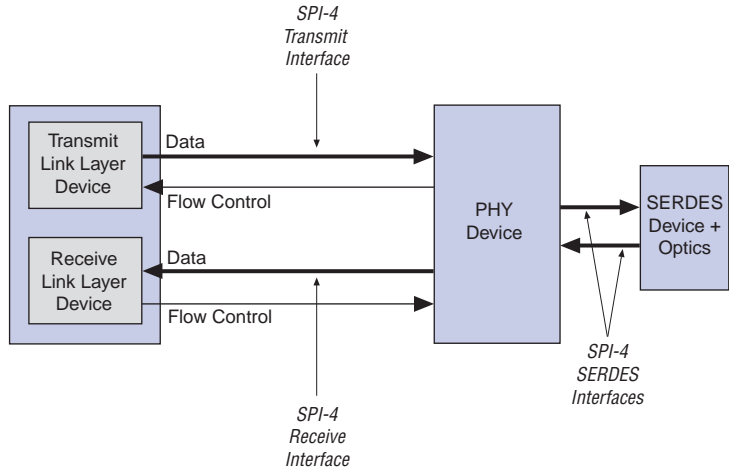 SPI-4
Transmit
Interface
Transmit
Link Layer
Device
Data
Flow Control
Receive
Link Layer
Device
Data
Flow Control
PHY
Device
SERDES
Device +
Optics
SPI-4
SERDES
Interfaces
SPI-4
Receive
Interface